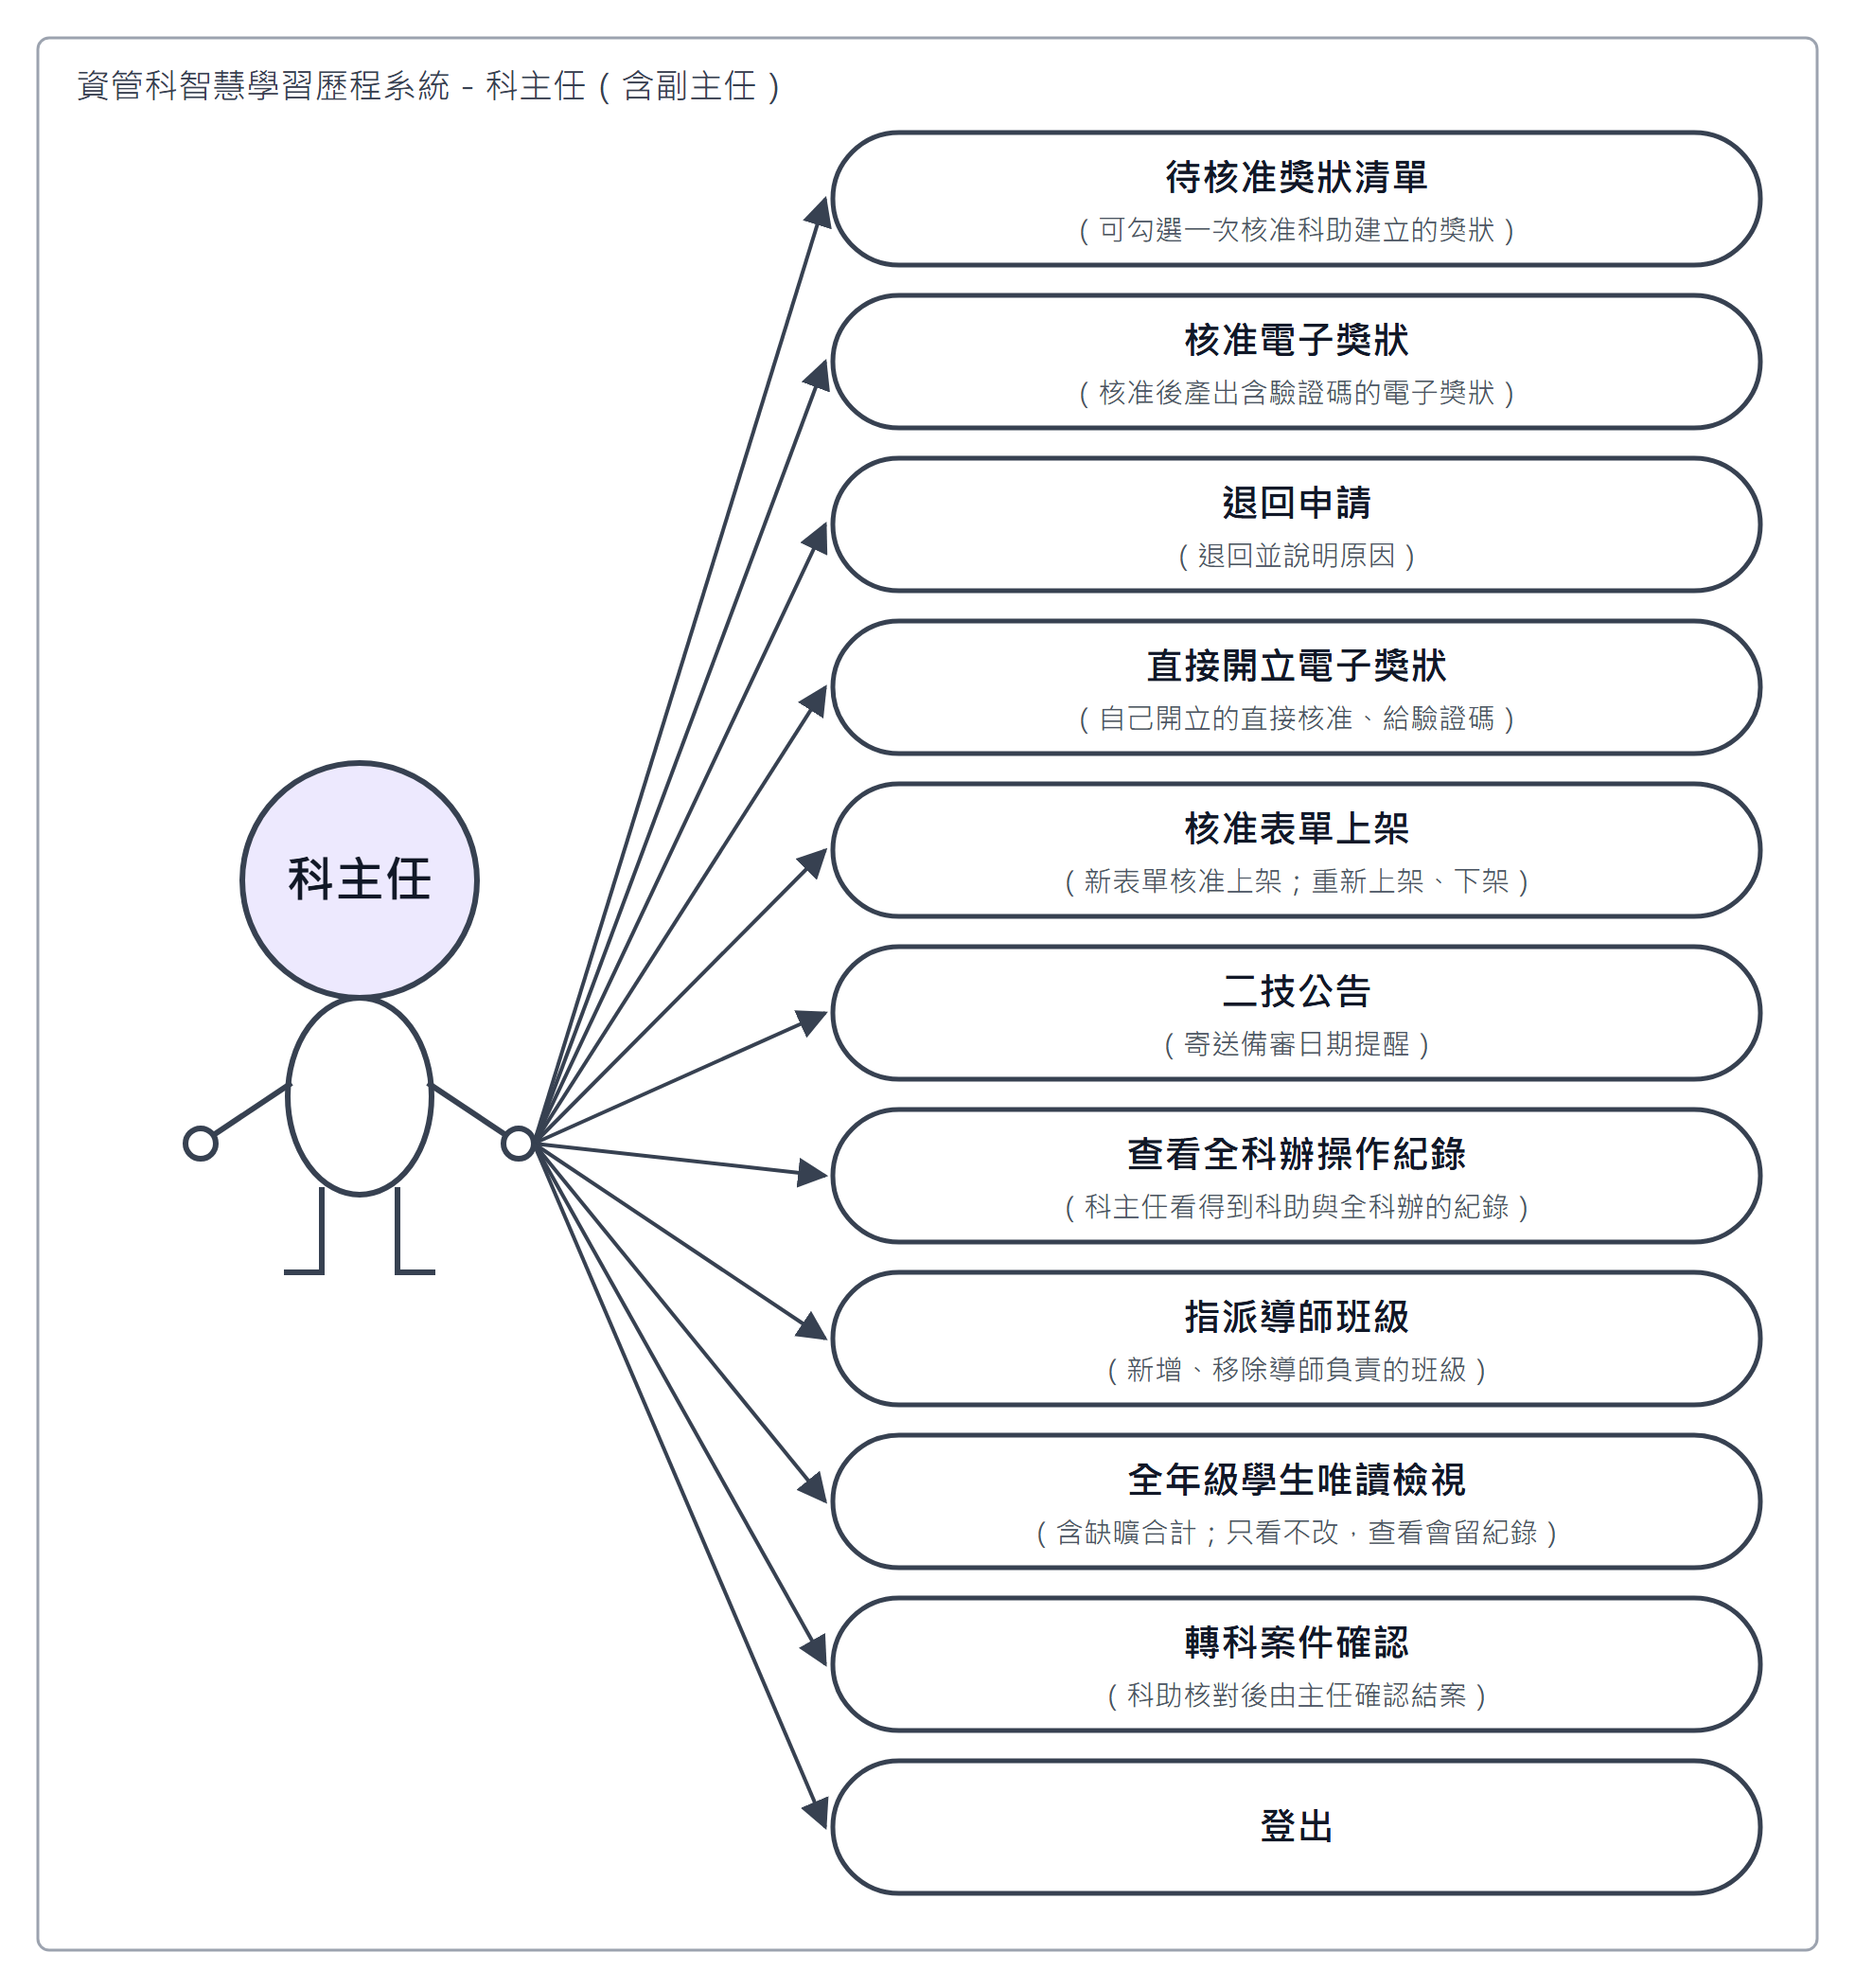 資管科智慧學習歷程系統 - 科主任 ( 含副主任 )
待核准獎狀清單
( 可勾選一次核准科助建立的獎狀 )
核准電子獎狀
( 核准後產出含驗證碼的電子獎狀 )
退回申請
( 退回並說明原因 )
直接開立電子獎狀
( 自己開立的直接核准、給驗證碼 )
科主任
核准表單上架
( 新表單核准上架；重新上架、下架 )
二技公告
( 寄送備審日期提醒 )
查看全科辦操作紀錄
( 科主任看得到科助與全科辦的紀錄 )
指派導師班級
( 新增、移除導師負責的班級 )
全年級學生唯讀檢視
( 含缺曠合計；只看不改，查看會留紀錄 )
轉科案件確認
( 科助核對後由主任確認結案 )
登出